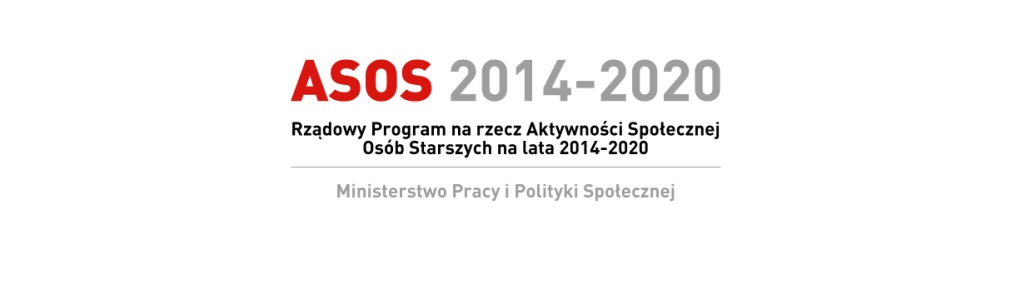 ASOS 2014-2020
Rządowy Program na rzecz Aktywności Społecznej
Osób Starszych na lata 2014-2020
Ministerstwo Pracy i Polityki Społecznej